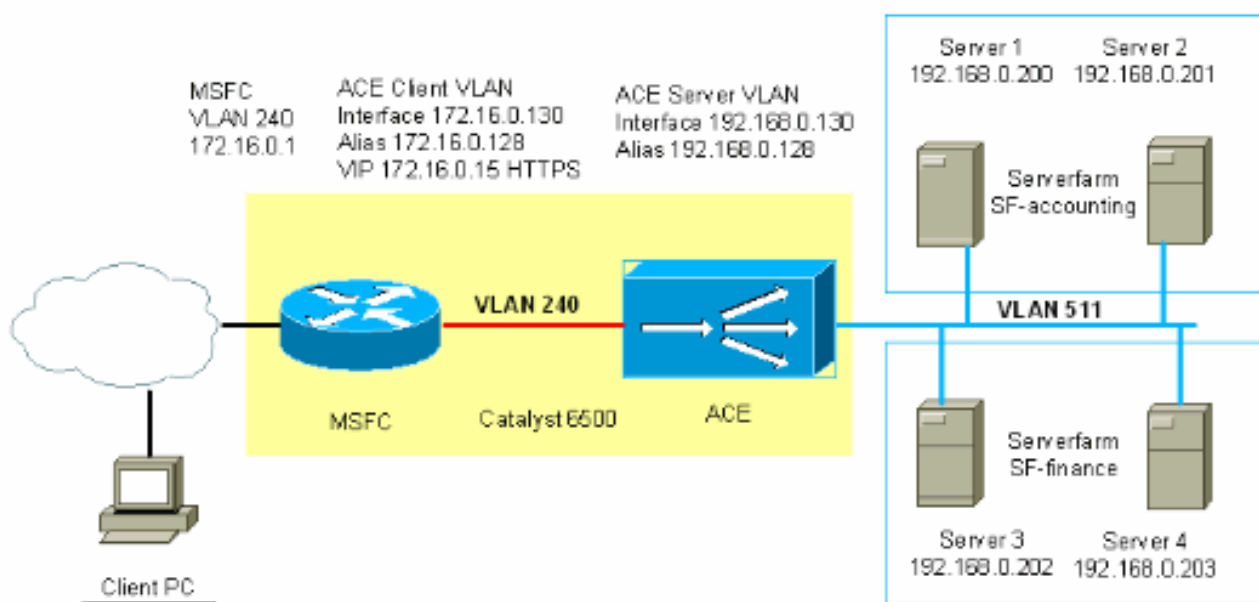 MSFC
VLAN 240
172.16.0.1
ACE Client VLAN
Interface 172.16.0.130
Alias 172.16.0.128
VIP 172.16.0.15 HTTPS
ACE Server VLAN
Interface 192.168.0.130
Alias 192.168.0.128
Server 1
192.168.0.200
Server 2
192.168.0.201
Serverfarm
SF-accounting
VLAN 240
VLAN 511
MSFC
Catalyst 6500
ACE
Serverfarm
SF-finance
Server 3
192.168.0.202
Server 4
192.168.0.203
Client PC